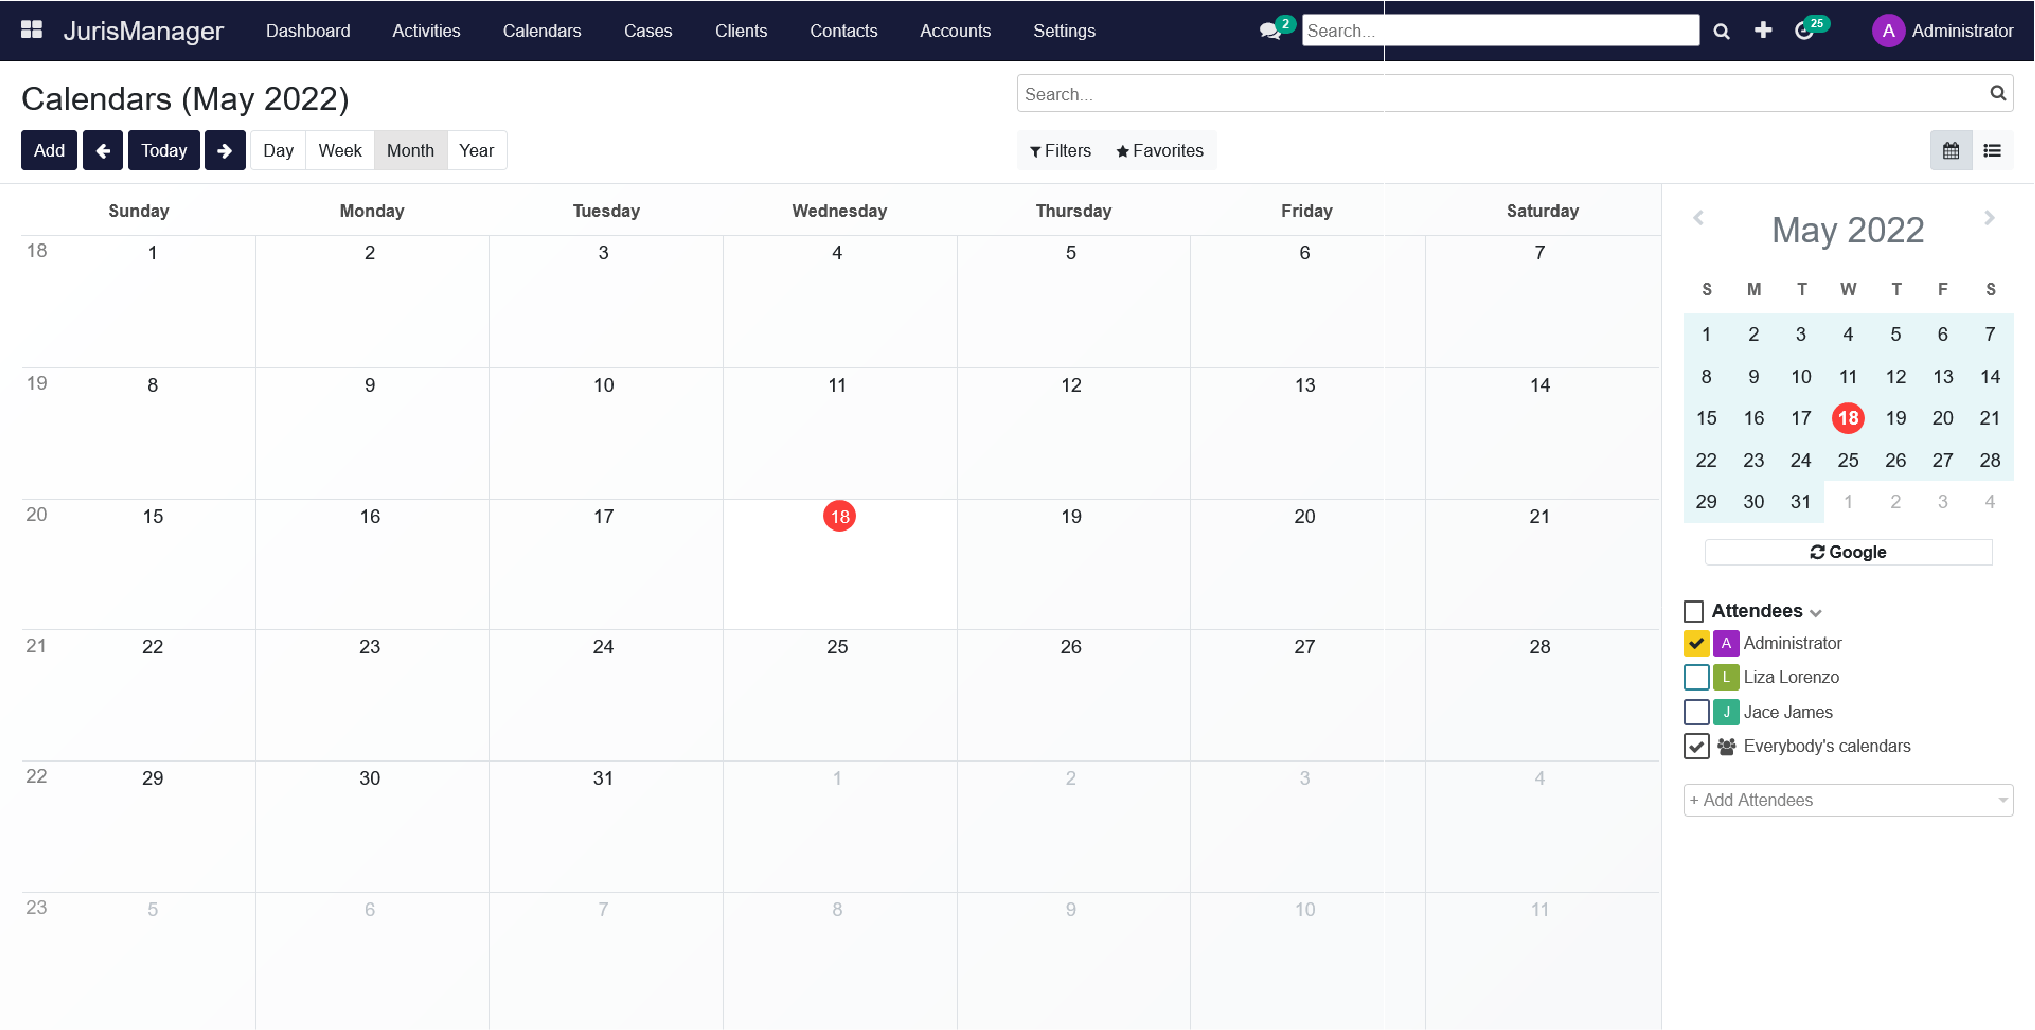 JurisManager Dashboard Activities Calendars Cases Clients Contacts Accounts Settings 2 Search... 25 A Administrator
Calendars (May 2022) Search...
Add Today Day Week Month Year Filters Favorites
Sunday Monday Tuesday Wednesday Thursday Friday Saturday
18 1 2 3 4 5 6 7
19 8 9 10 11 12 13 14
20 15 16 17 18 19 20 21
21 22 23 24 25 26 27 28
22 29 30 31 1 2 3 4
23 5 6 7 8 9 10 11
May 2022
S M T W T F S
1 2 3 4 5 6 7
8 9 10 11 12 13 14
15 16 17 18 19 20 21
22 23 24 25 26 27 28
29 30 31 1 2 3 4
Google
Attendees
A Administrator
L Liza Lorenzo
J Jace James
Everybody's calendars
+ Add Attendees